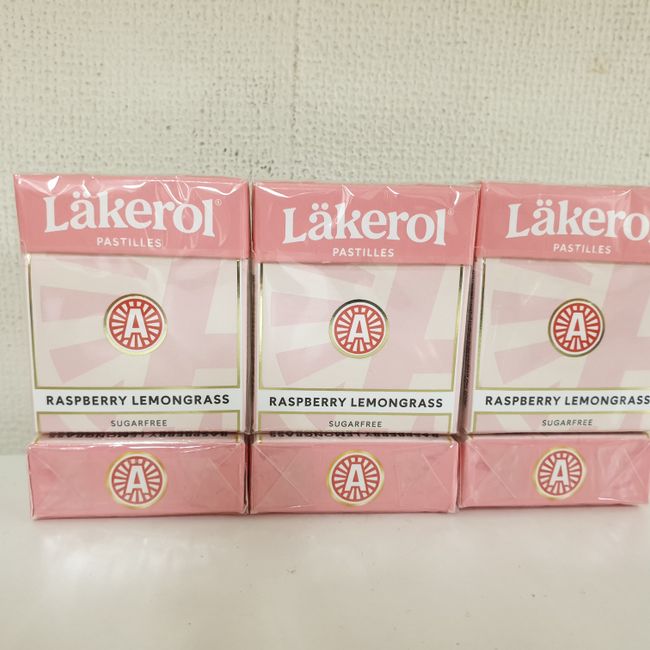 Läkerol®
PASTILLES
A
RASPBERRY LEMONGRASS
SUGARFREE
A
Läkerol®
PASTILLES
A
RASPBERRY LEMONGRASS
SUGARFREE
A
Läkerol
PASTILLES
A
RASPBERRY LEMONGRASS
SUGARFREE
A